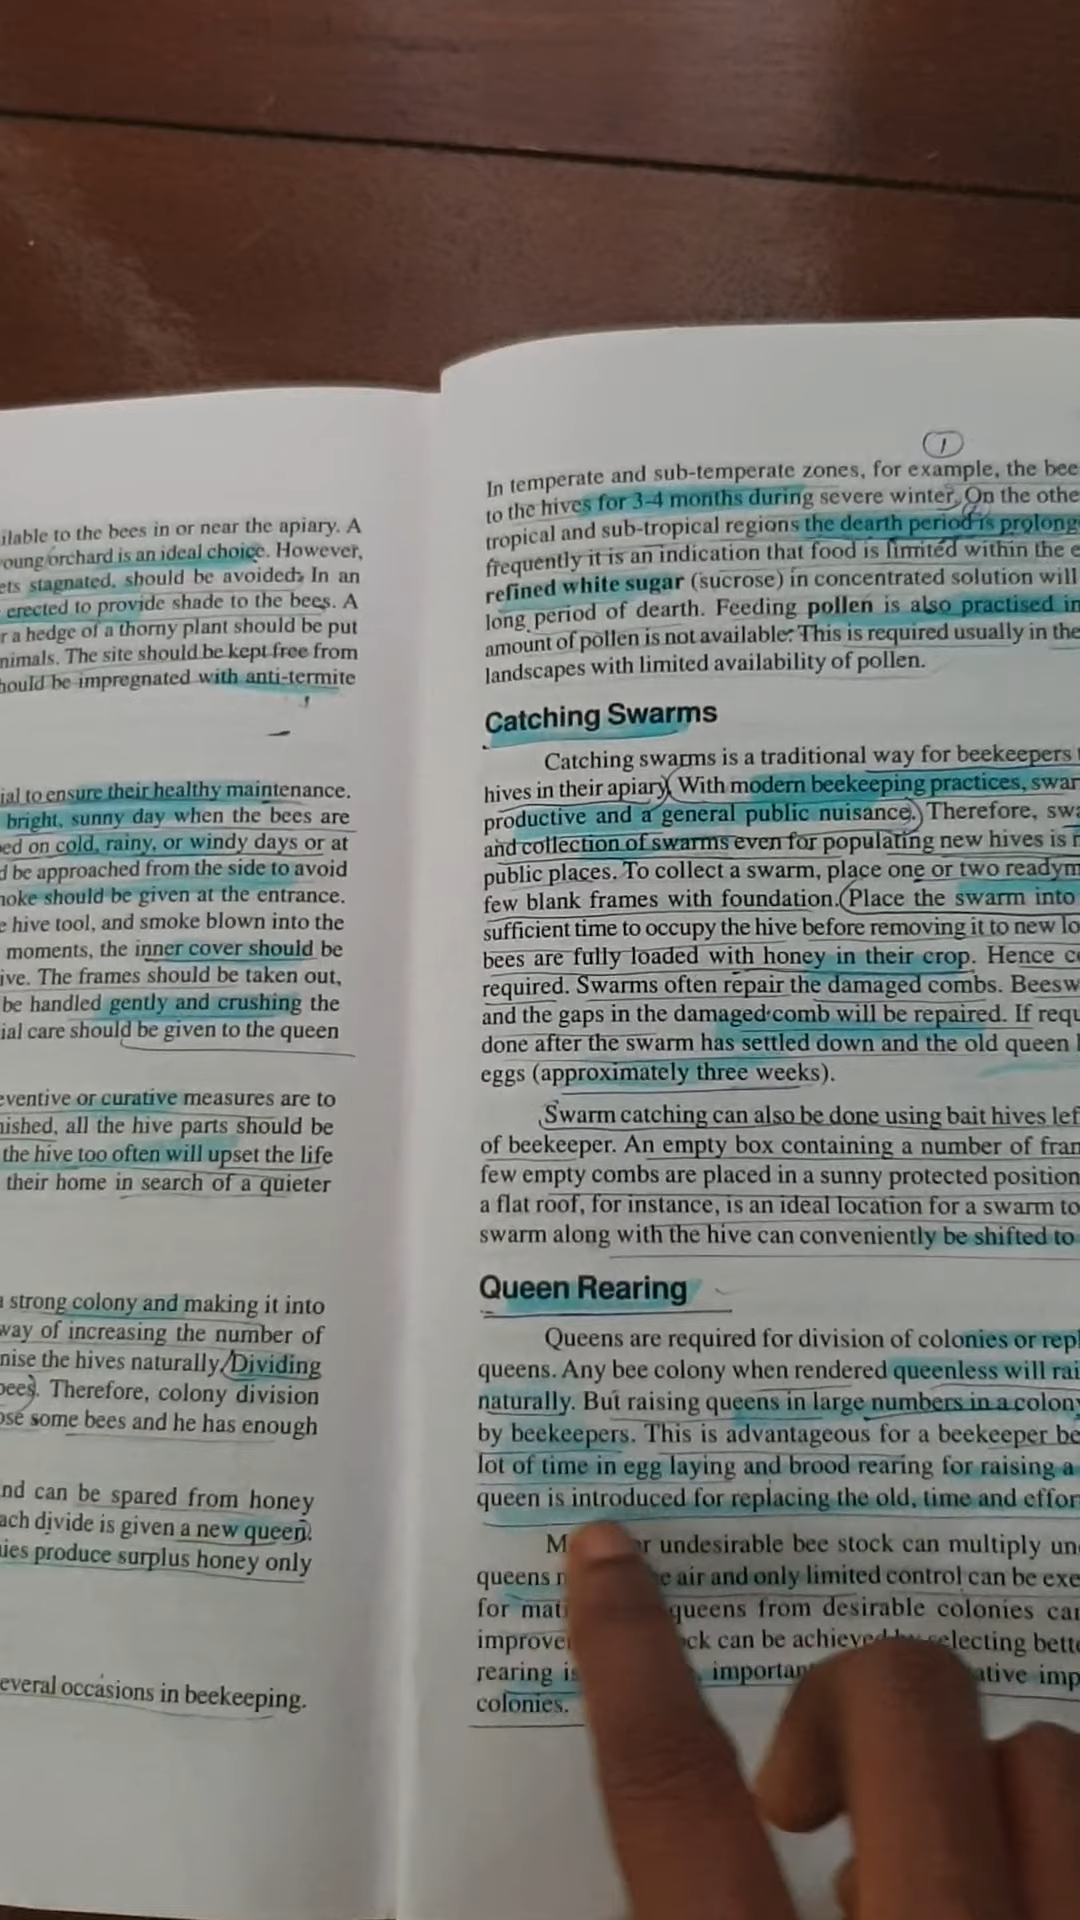 ilable to the bees in or near the apiary. A
oung orchard is an ideal choice. However,
ets stagnated, should be avoided. In an
erected to provide shade to the bees. A
r a hedge of a thorny plant should be put
nimals. The site should be kept free from
hould be impregnated with anti-termite
ial to ensure their healthy maintenance.
bright, sunny day when the bees are
ed on cold, rainy, or windy days or at
d be approached from the side to avoid
noke should be given at the entrance.
e hive tool, and smoke blown into the
moments, the inner cover should be
ive. The frames should be taken out,
be handled gently and crushing the
ial care should be given to the queen
eventive or curative measures are to
nished, all the hive parts should be
the hive too often will upset the life
their home in search of a quieter
a strong colony and making it into
way of increasing the number of
nise the hives naturally. Dividing
bees. Therefore, colony division
ose some bees and he has enough
nd can be spared from honey
ach divide is given a new queen.
ies produce surplus honey only
everal occasions in beekeeping.
1
In temperate and sub-temperate zones, for example, the bee
to the hives for 3-4 months during severe winter. On the othe
tropical and sub-tropical regions the dearth period is prolong
frequently it is an indication that food is limited within the e
refined white sugar (sucrose) in concentrated solution will
long period of dearth. Feeding pollen is also practised in
amount of pollen is not available. This is required usually in the
landscapes with limited availability of pollen.
Catching Swarms
Catching swarms is a traditional way for beekeepers t
hives in their apiary. With modern beekeeping practices, swar
productive and a general public nuisance. Therefore, swa
and collection of swarms even for populating new hives is r
public places. To collect a swarm, place one or two readym
few blank frames with foundation. Place the swarm into
sufficient time to occupy the hive before removing it to new lo
bees are fully loaded with honey in their crop. Hence co
required. Swarms often repair the damaged combs. Beesw
and the gaps in the damaged comb will be repaired. If requ
done after the swarm has settled down and the old queen l
eggs (approximately three weeks).
Swarm catching can also be done using bait hives lef
of beekeeper. An empty box containing a number of fran
few empty combs are placed in a sunny protected position
a flat roof, for instance, is an ideal location for a swarm to
swarm along with the hive can conveniently be shifted to
Queen Rearing
Queens are required for division of colonies or repl
queens. Any bee colony when rendered queenless will rai
naturally. But raising queens in large numbers in a colony
by beekeepers. This is advantageous for a beekeeper be
lot of time in egg laying and brood rearing for raising a
queen is introduced for replacing the old, time and effor
M r undesirable bee stock can multiply un
queens e air and only limited control can be exe
for mati queens from desirable colonies can
improve ck can be achieved by selecting bette
rearing is important ative imp
colonies.